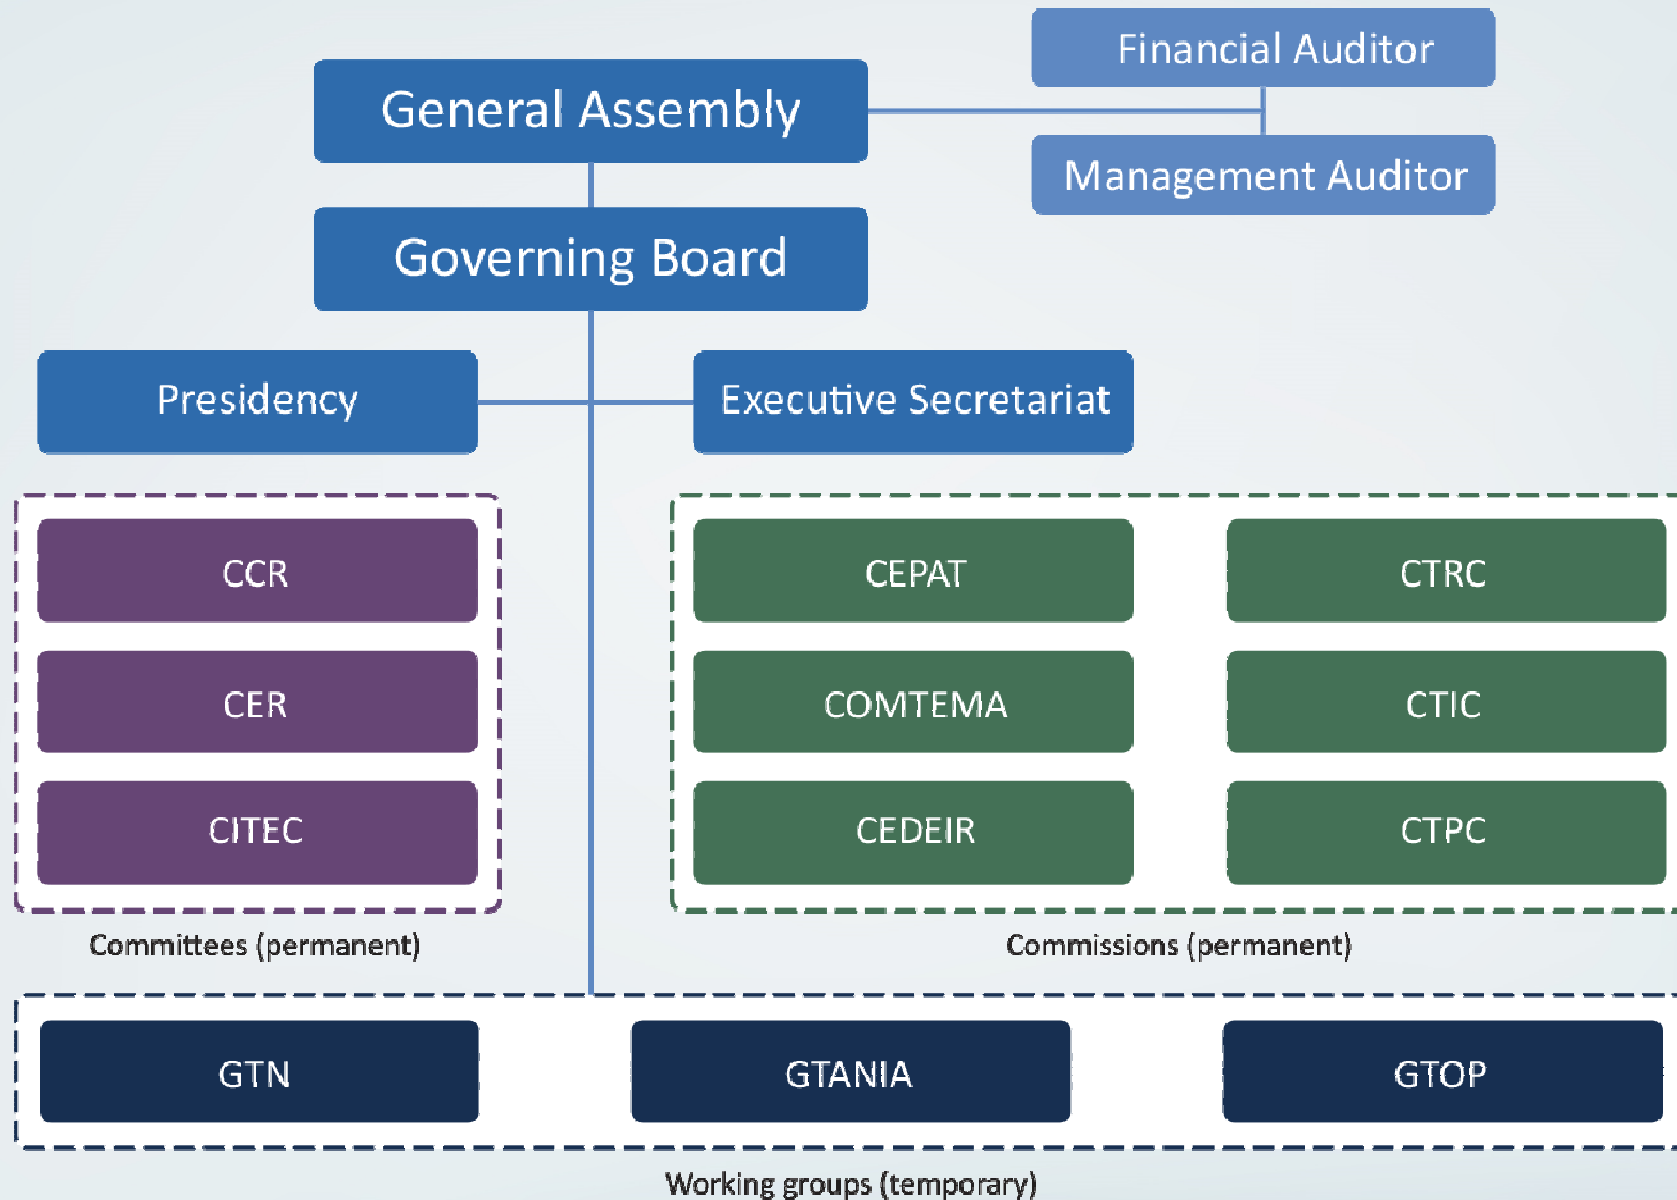 Financial Auditor
General Assembly
Management Auditor
Governing Board
Presidency
Executive Secretariat
CCR
CER
CITEC
Committees (permanent)
CEPAT
CTRC
COMTEMA
CTIC
CEDEIR
CTPC
Commissions (permanent)
GTN
GTANIA
GTOP
Working groups (temporary)